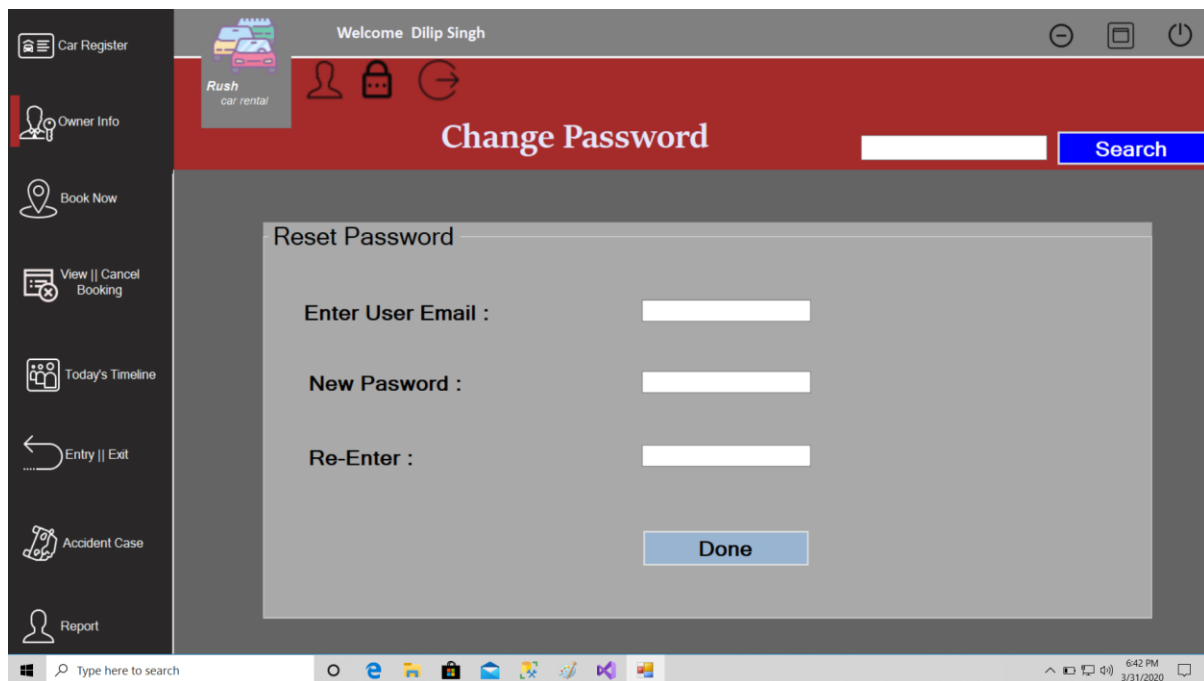 Car Register
Owner Info
Book Now
View || Cancel
Booking
Today's Timeline
Entry || Exit
Accident Case
Report
Rush
car rental
Welcome Dilip Singh
Change Password
Search
Reset Password
Enter User Email :
New Pasword :
Re-Enter :
Done
Type here to search
6:42 PM
3/31/2020